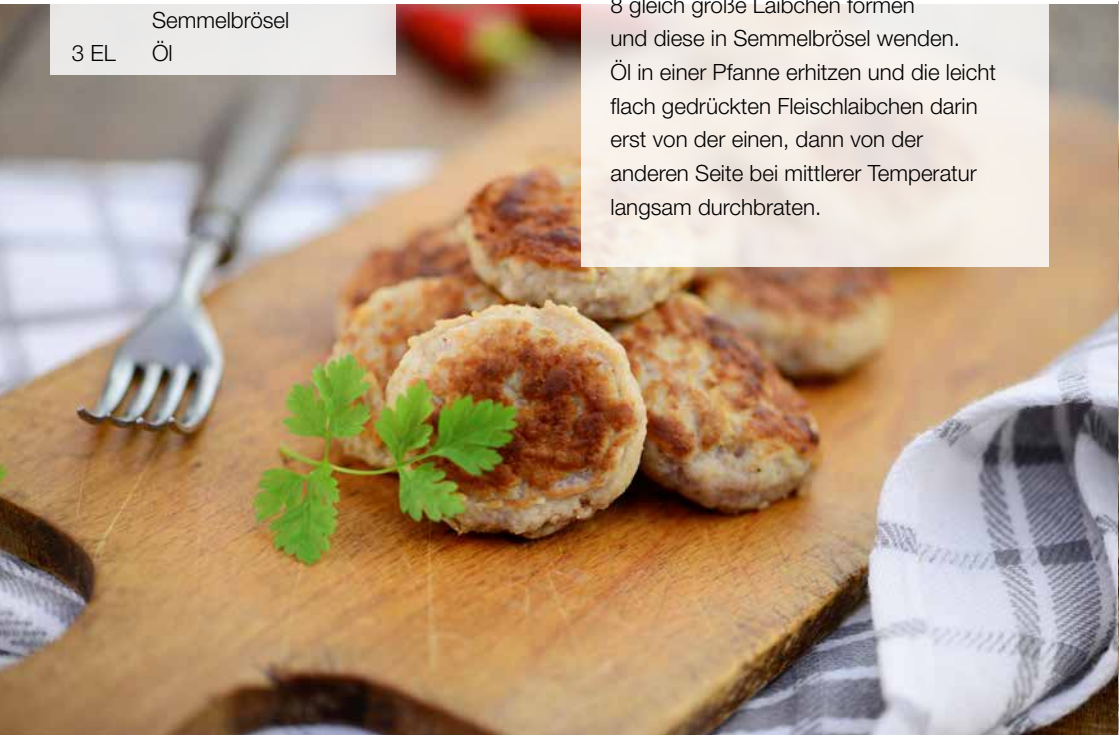 Semmelbrösel
3 EL Öl
8 gleich große Laibchen formen
und diese in Semmelbrösel wenden.
Öl in einer Pfanne erhitzen und die leicht
flach gedrückten Fleischlaibchen darin
erst von der einen, dann von der
anderen Seite bei mittlerer Temperatur
langsam durchbraten.